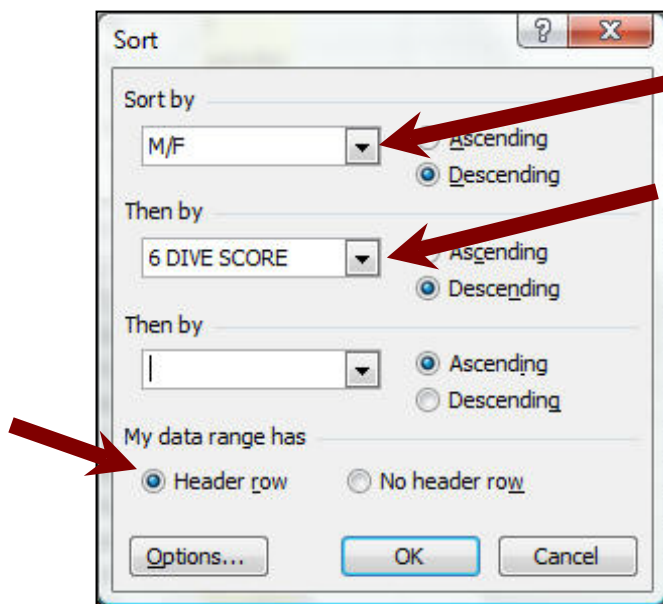 Sort
Sort by
M/F
Ascending
Descending
Then by
6 DIVE SCORE
Ascending
Descending
Then by
Ascending
Descending
My data range has
Header row
No header row
Options...
OK
Cancel